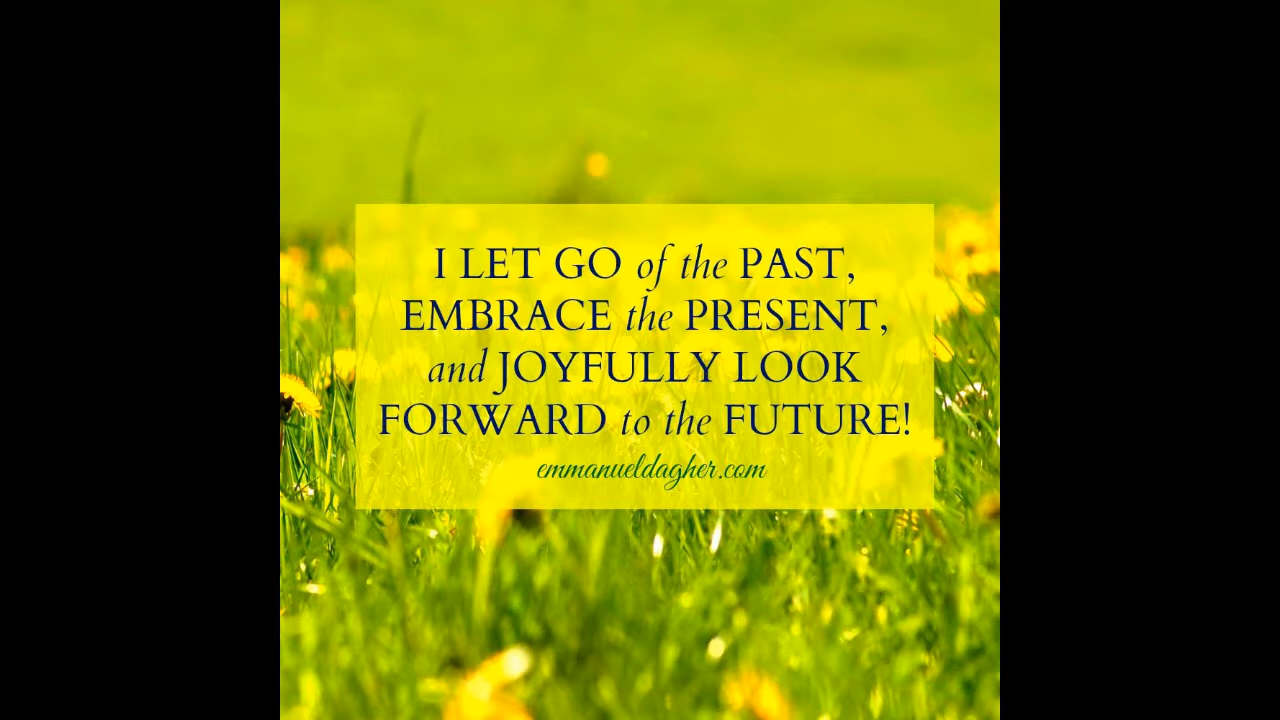 I LET GO of the PAST,
EMBRACE the PRESENT,
and JOYFULLY LOOK
FORWARD to the FUTURE!
emmanueldagher.com